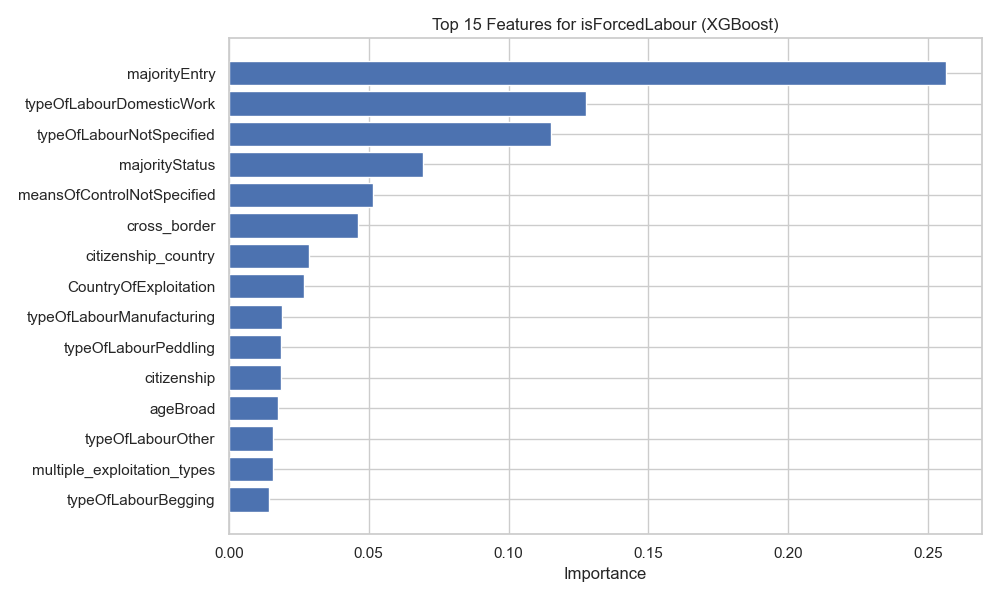 Top 15 Features for isForcedLabour (XGBoost)
majorityEntry
typeOfLabourDomesticWork
typeOfLabourNotSpecified
majorityStatus
meansOfControlNotSpecified
cross_border
citizenship_country
CountryOfExploitation
typeOfLabourManufacturing
typeOfLabourPeddling
citizenship
ageBroad
typeOfLabourOther
multiple_exploitation_types
typeOfLabourBegging
0.00 0.05 0.10 0.15 0.20 0.25
Importance